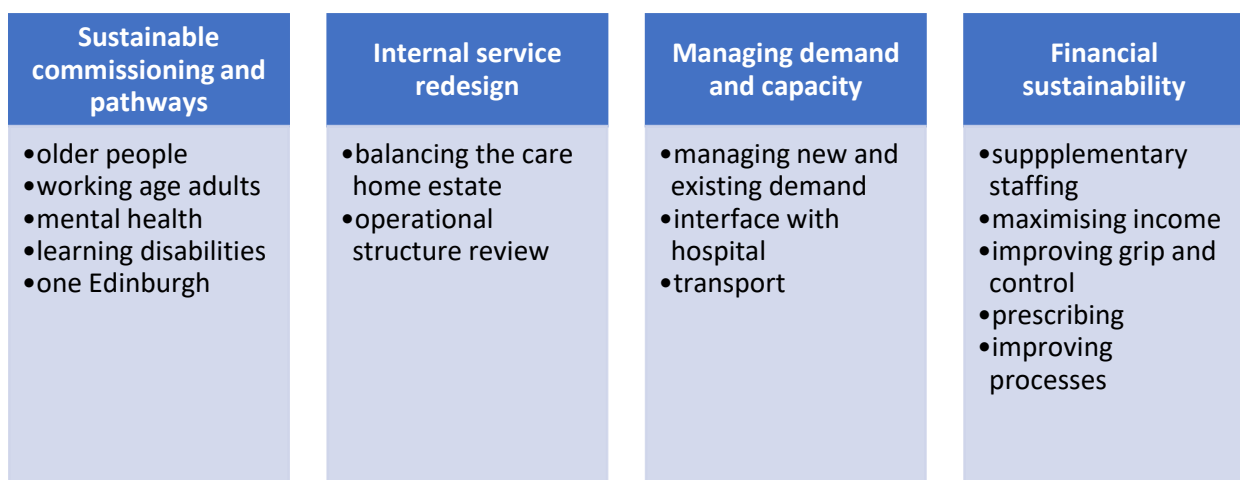 Sustainable
commissioning and
pathways
•older people
•working age adults
•mental health
•learning disabilities
•one Edinburgh
Internal service
redesign
•balancing the care
home estate
•operational
structure review
Managing demand
and capacity
•managing new and
existing demand
•interface with
hospital
•transport
Financial
sustainability
•suppplementary
staffing
•maximising income
•improving grip and
control
•prescribing
•improving
processes